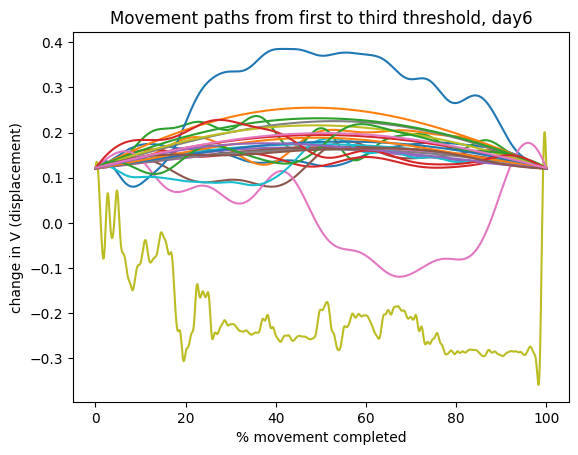 Movement paths from first to third threshold, day6
change in V (displacement)
0.4
0.3
0.2
0.1
0.0
−0.1
−0.2
−0.3
0 20 40 60 80 100
% movement completed